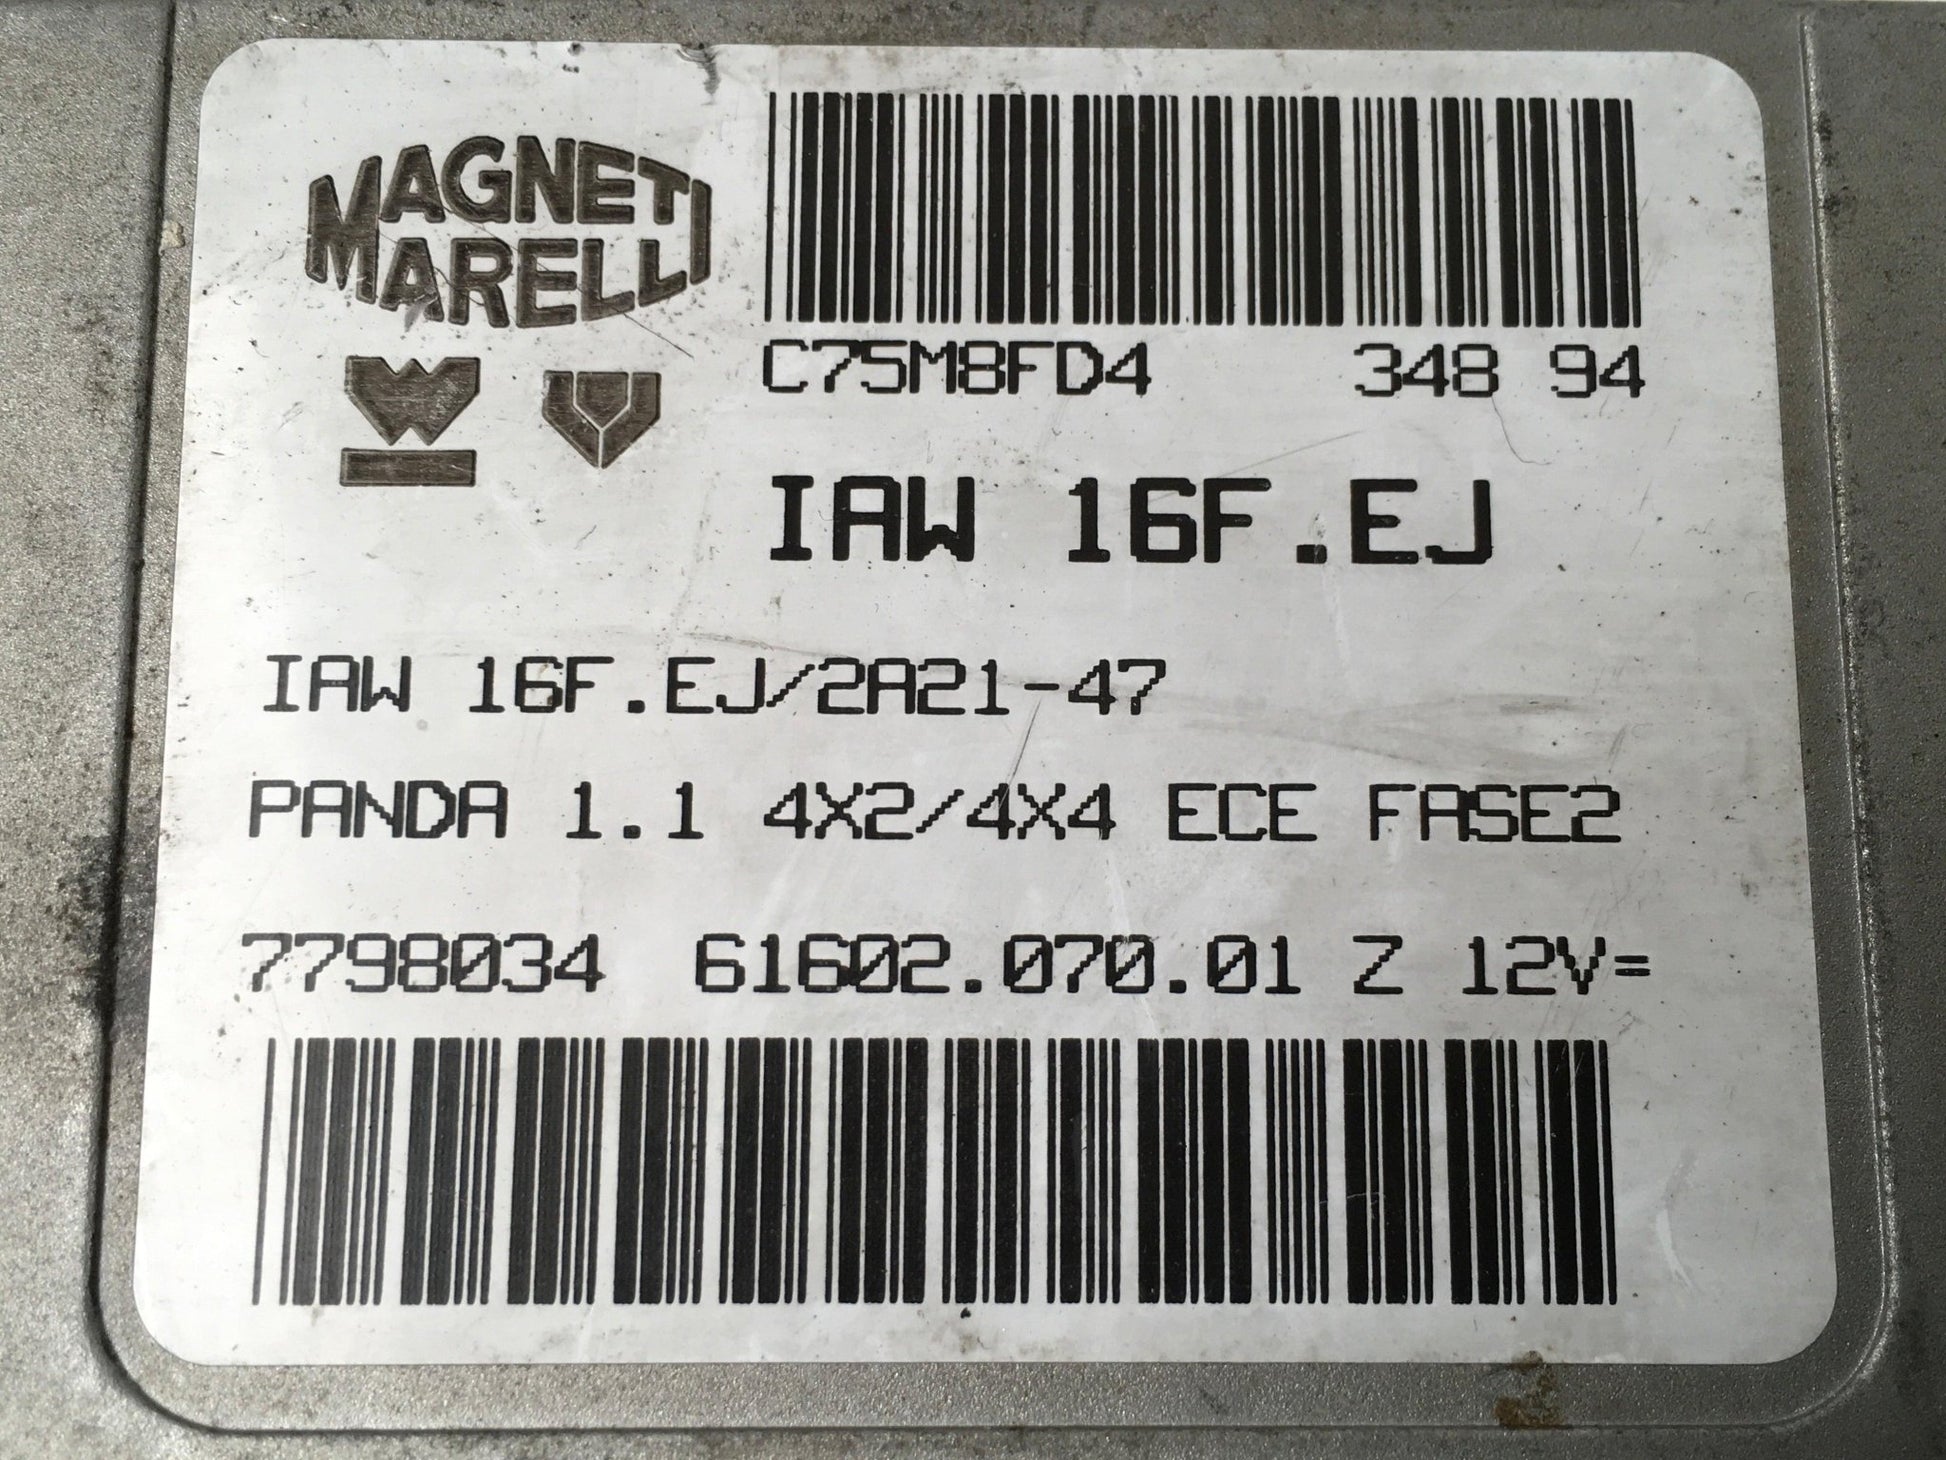 MAGNETI
MARELLI
C75M8FD4 348 94
IAW 16F.EJ
IAW 16F.EJ/2A21-47
PANDA 1.1 4X2/4X4 ECE FASE2
7798034 61602.070.01 Z 12V=